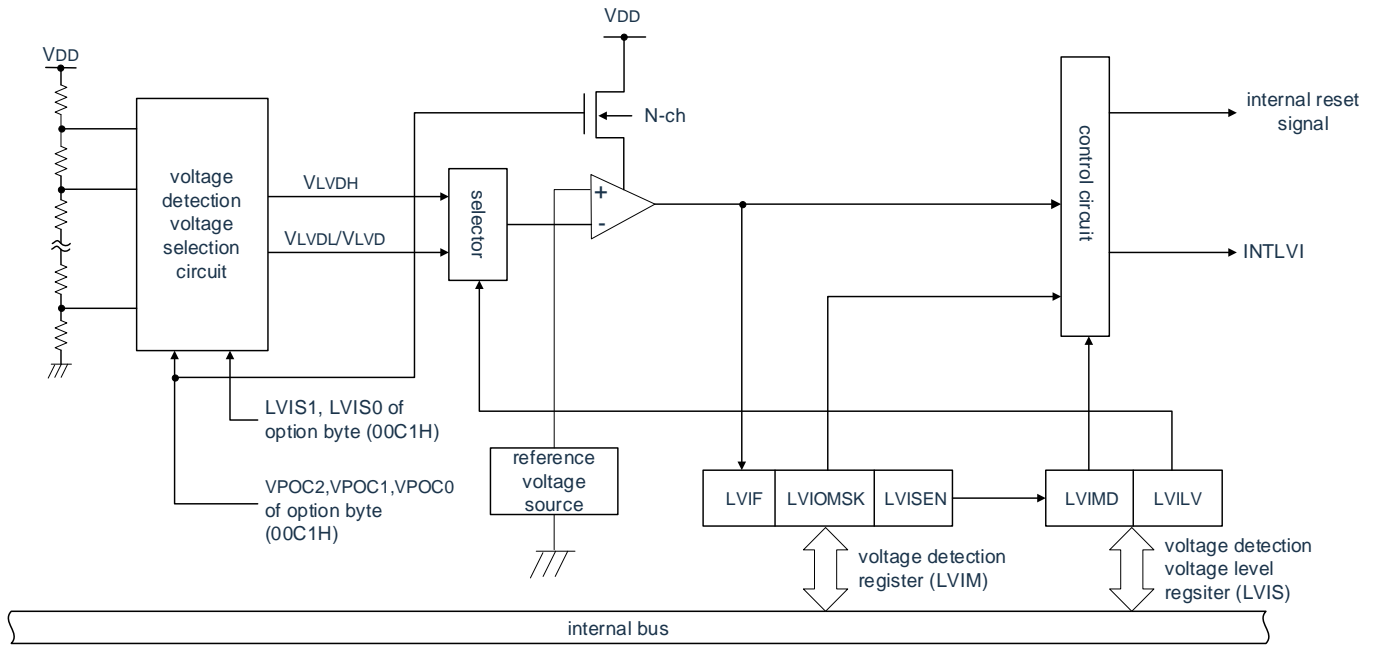 VDD
VDD
N-ch
voltage
detection
voltage
selection
circuit
VLVDH
VLVDL/VLVD
selector
+
-
control circuit
internal reset
signal
INTLVI
LVIS1, LVIS0 of
option byte (00C1H)
VPOC2,VPOC1,VPOC0
of option byte
(00C1H)
reference
voltage
source
LVIF
LVIOMSK
LVISEN
LVIMD
LVILV
voltage detection
register (LVIM)
voltage detection
voltage level
regsiter (LVIS)
internal bus